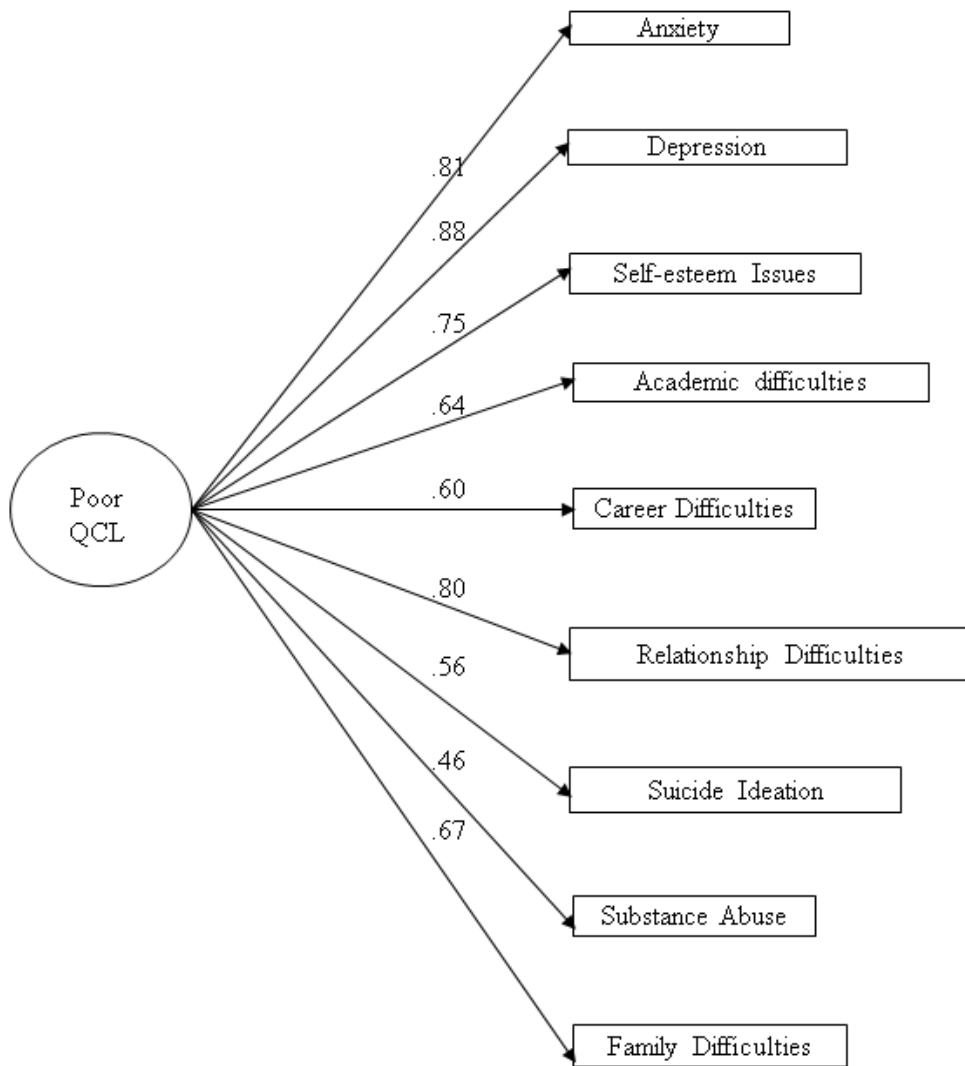 Anxiety
.81
Depression
.88
Self-esteem Issues
.75
Academic difficulties
.64
Poor
QCL
.60
Career Difficulties
.80
Relationship Difficulties
.56
Suicide Ideation
.46
Substance Abuse
.67
Family Difficulties